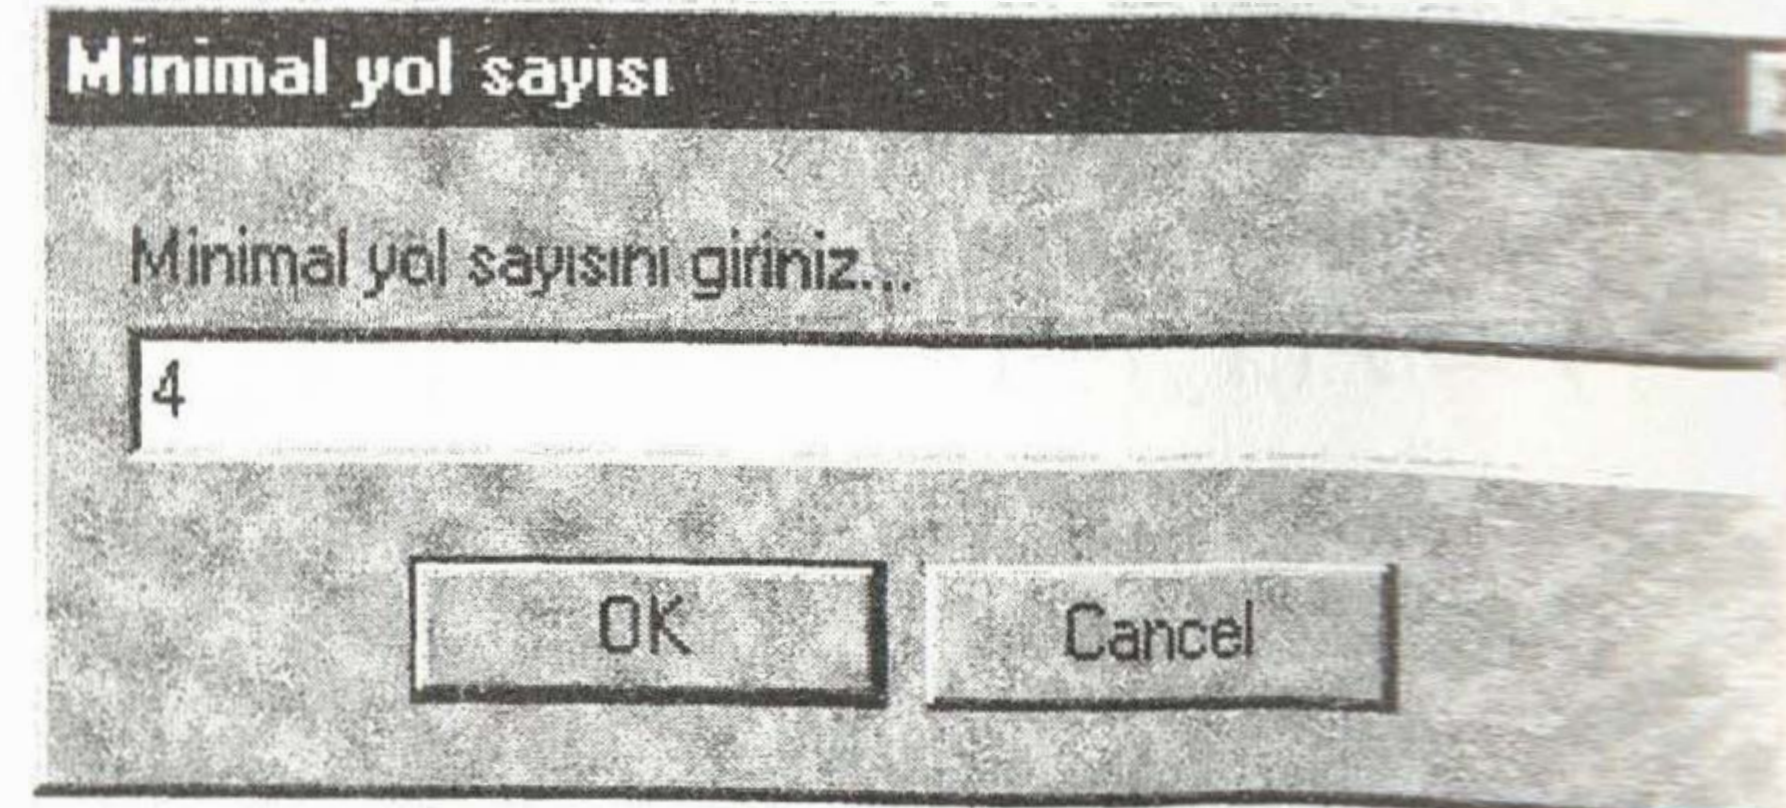 Minimal yol sayısı
Minimal yol sayısını giriniz...
4
OK
Cancel